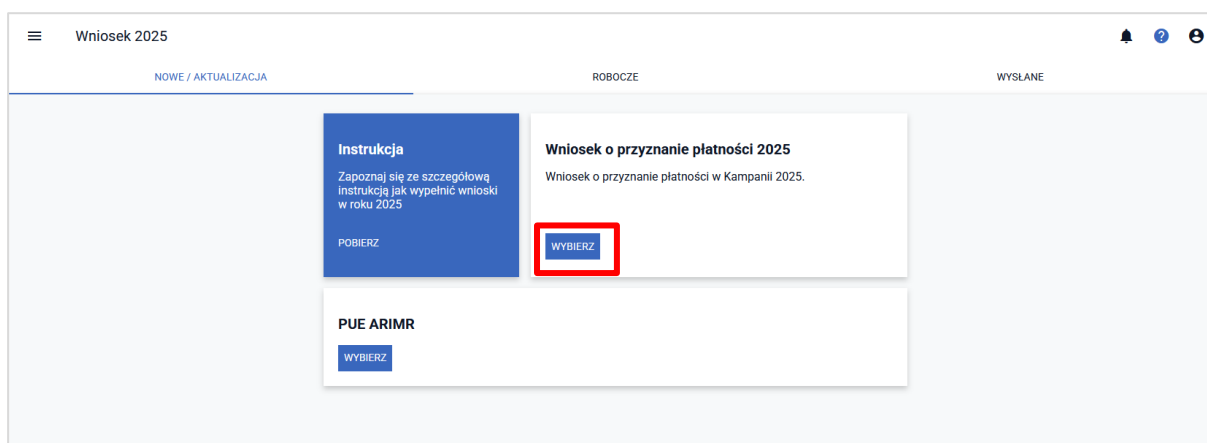 Wniosek 2025
NOWE / AKTUALIZACJA
ROBOCZE
WYSŁANE
Instrukcja
Zapoznaj się ze szczegółową
instrukcją jak wypełnić wnioski
w roku 2025
POBIERZ
Wniosek o przyznanie płatności 2025
Wniosek o przyznanie płatności w Kampanii 2025.
WYBIERZ
PUE ARIMR
WYBIERZ